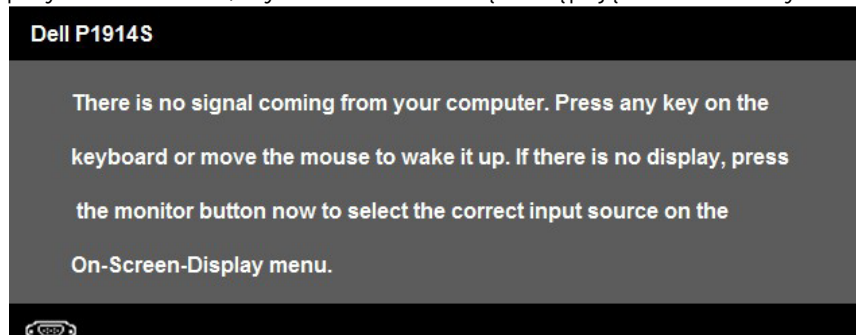 Dell P1914S
There is no signal coming from your computer. Press any key on the
keyboard or move the mouse to wake it up. If there is no display, press
the monitor button now to select the correct input source on the
On-Screen-Display menu.